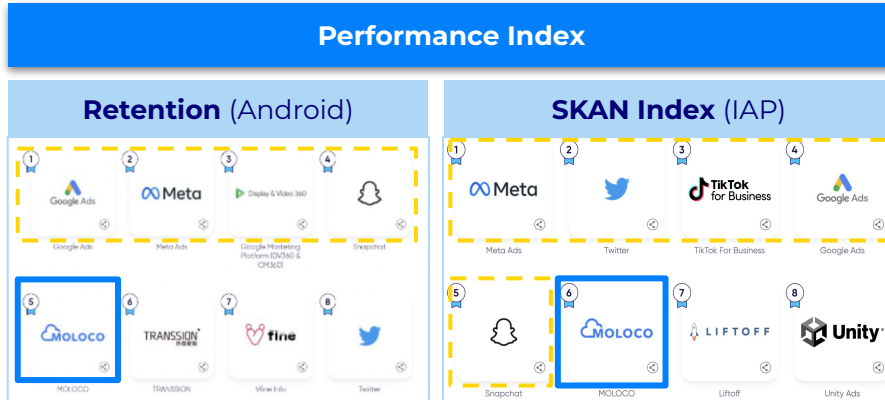 Performance Index
Retention (Android)
1
2
3
4
Google Ads
Meta
Display & Video 360
Google Ads
Meta Ads
Google Marketing
Platform (DV360 &
CM360)
Snapchat
5
6
7
8
MOLOCO
TRANSSION
fine
MOLOCO
TRANSSION
Vfine Info
Twitter
SKAN Index (IAP)
1
2
3
4
Meta
TikTok
for Business
Google Ads
Meta Ads
Twitter
TikTok For Business
Google Ads
5
6
7
8
MOLOCO
LIFTOFF
Unity
Snapchat
MOLOCO
Liftoff
Unity Ads